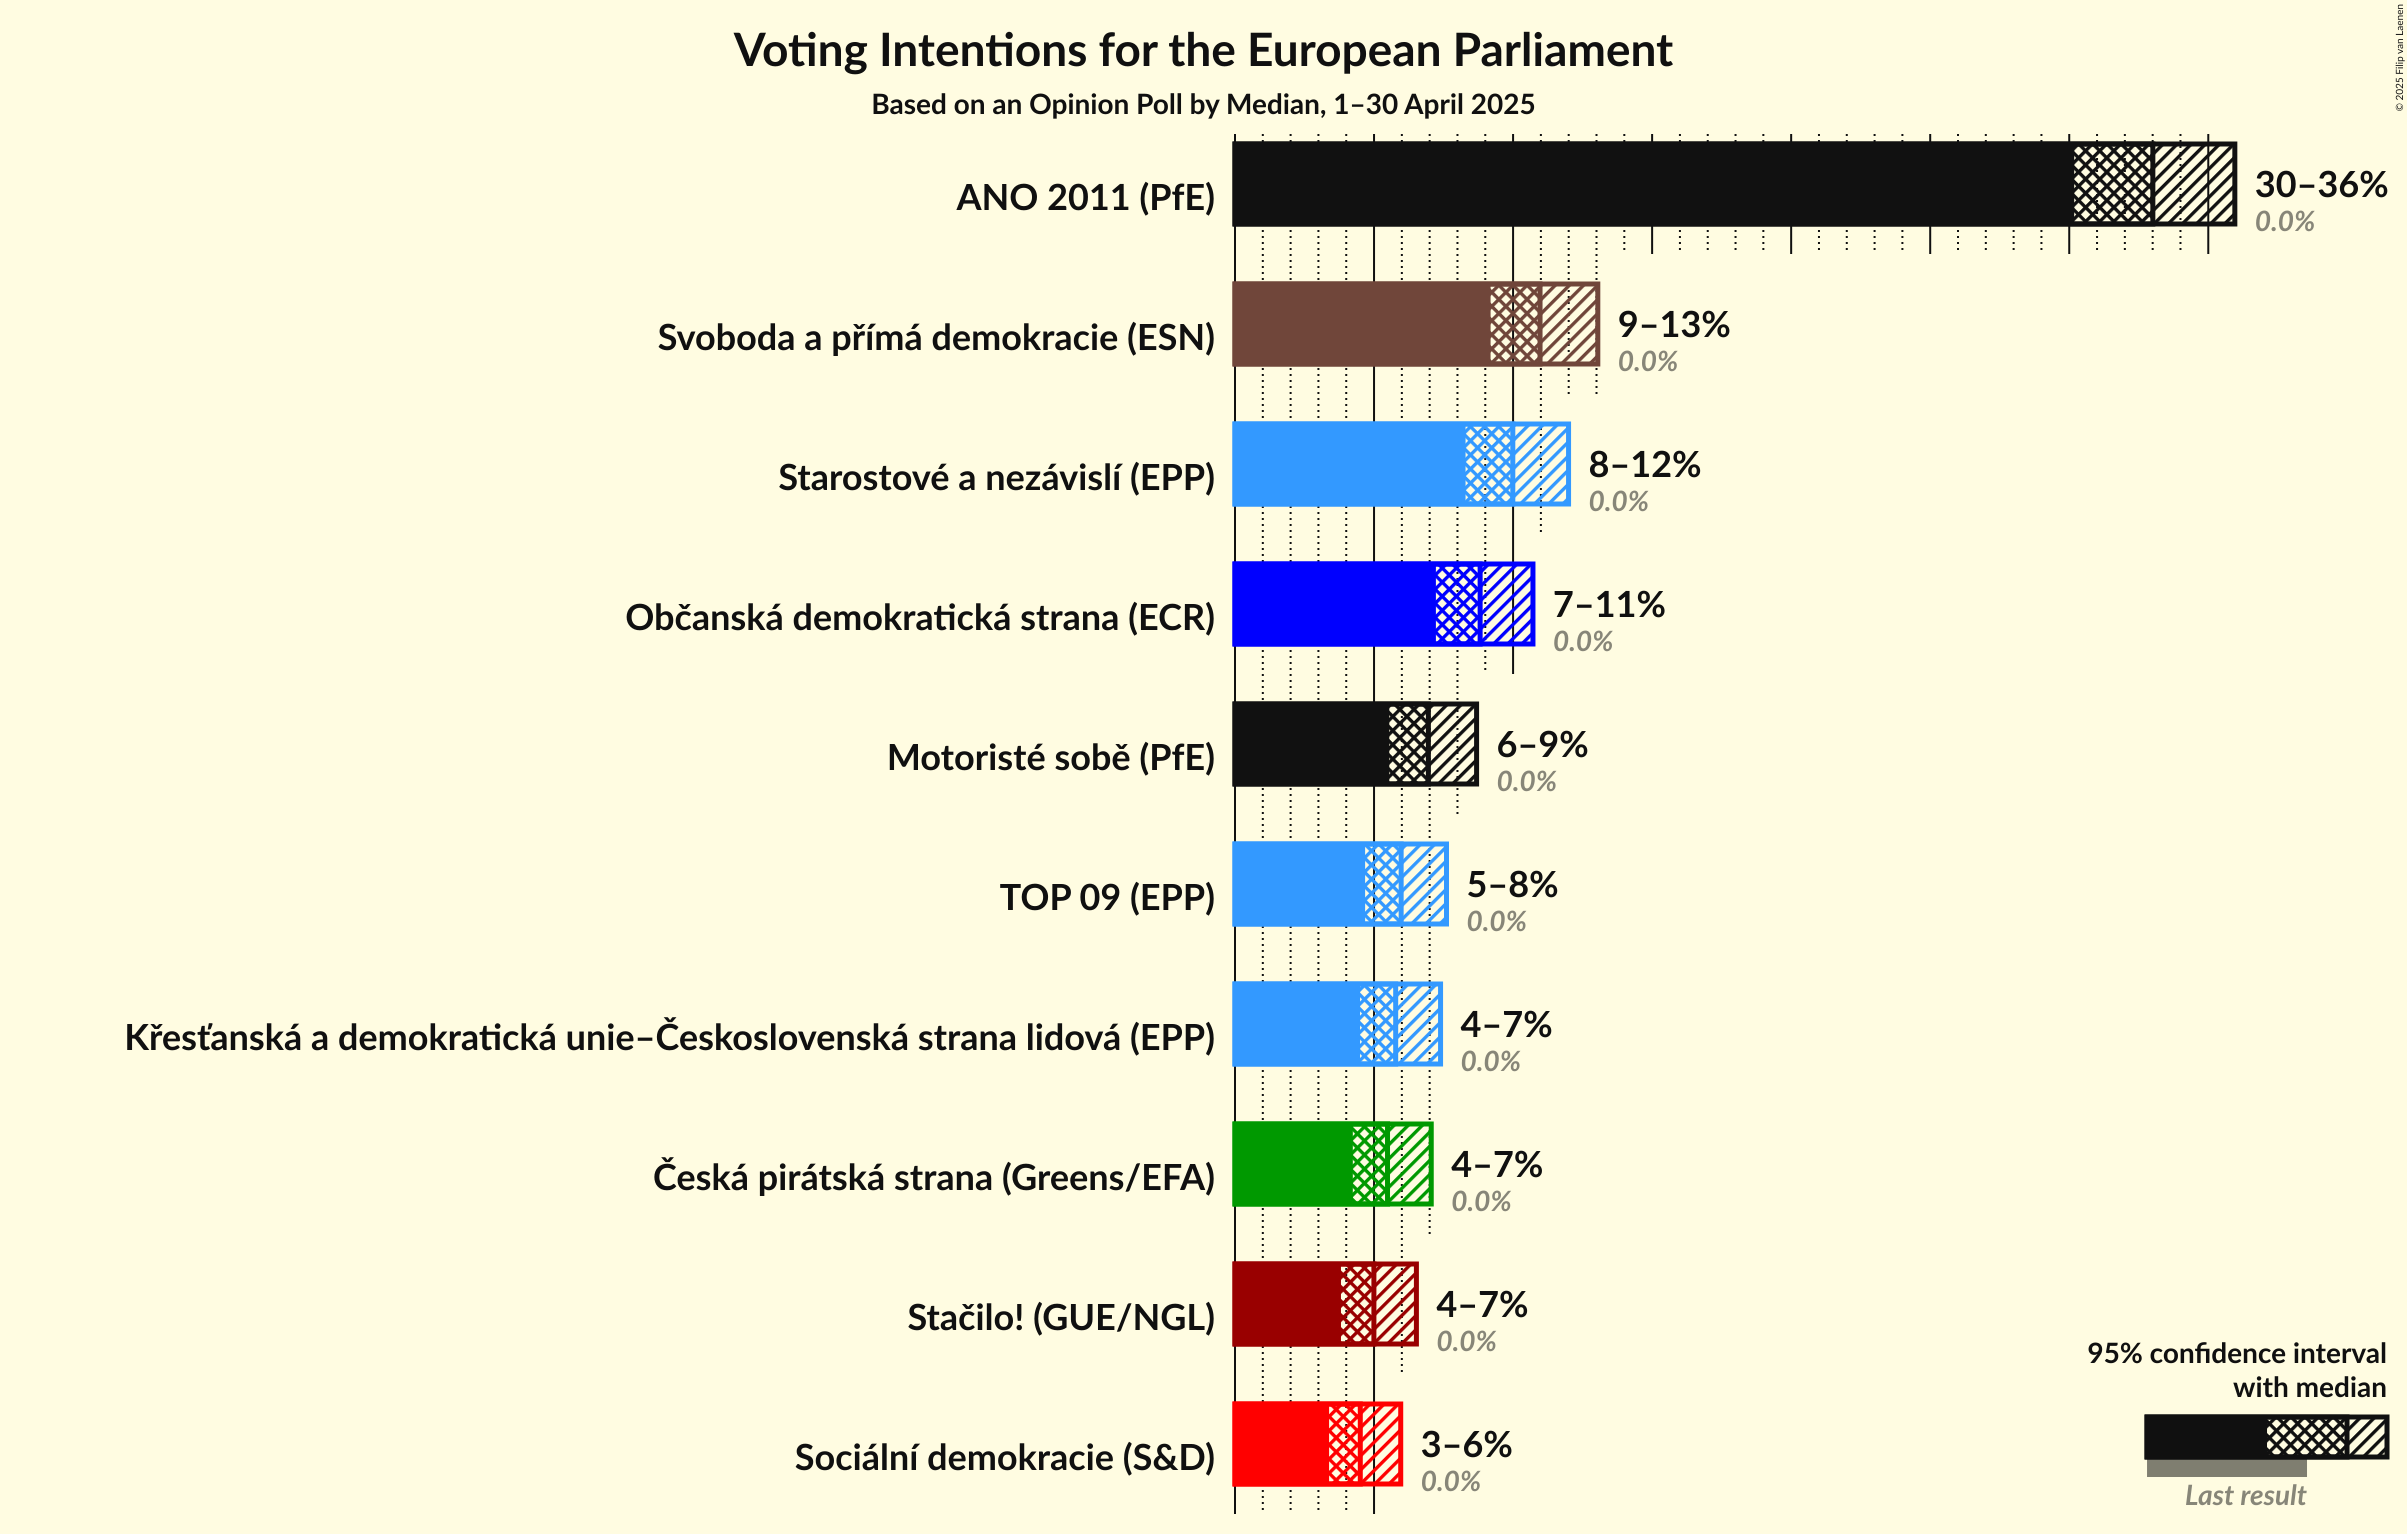 Voting Intentions for the European Parliament
Based on an Opinion Poll by Median, 1–30 April 2025
© 2025 Filip van Laenen
ANO 2011 (PfE)
30–36%
0.0%
Svoboda a přímá demokracie (ESN)
9–13%
0.0%
Starostové a nezávislí (EPP)
8–12%
0.0%
Občanská demokratická strana (ECR)
7–11%
0.0%
Motoristé sobě (PfE)
6–9%
0.0%
TOP 09 (EPP)
5–8%
0.0%
Křesťanská a demokratická unie–Československá strana lidová (EPP)
4–7%
0.0%
Česká pirátská strana (Greens/EFA)
4–7%
0.0%
Stačilo! (GUE/NGL)
4–7%
0.0%
Sociální demokracie (S&D)
3–6%
0.0%
95% confidence interval
with median
Last result